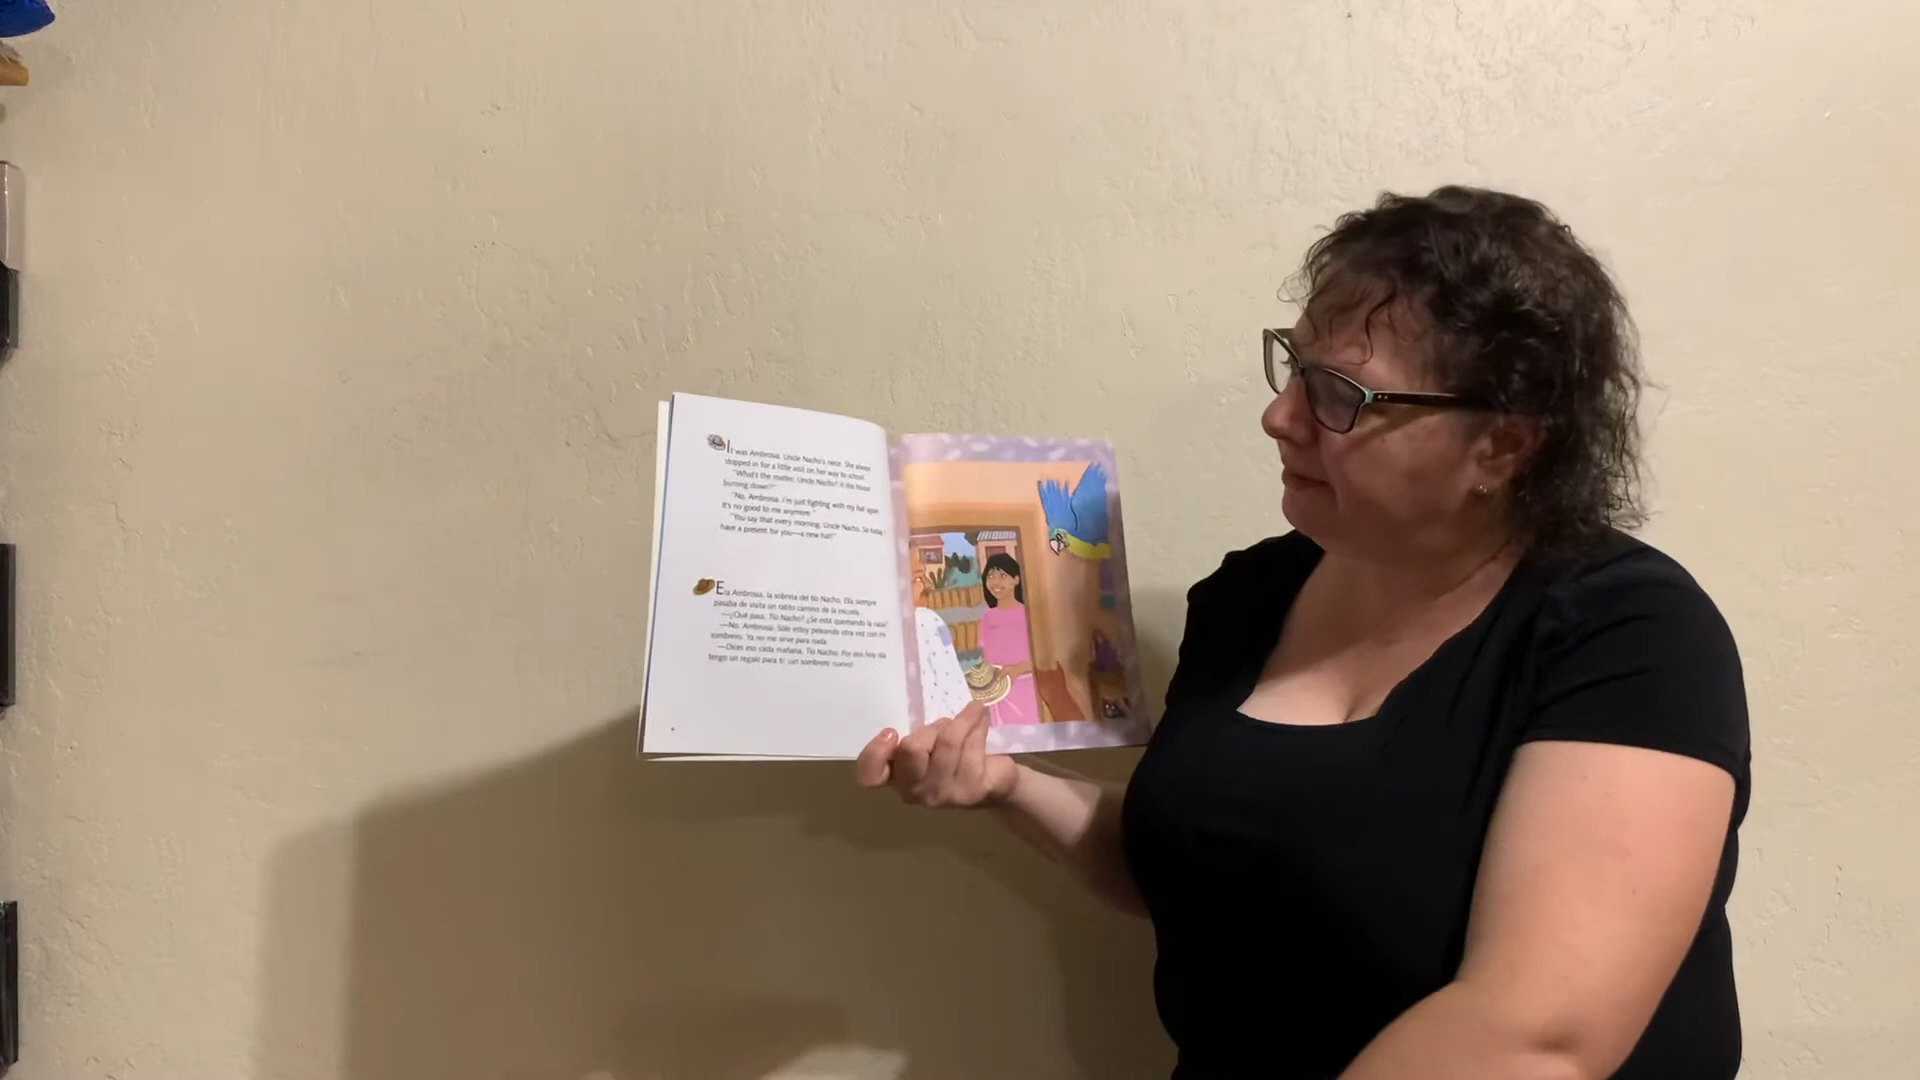 It was Ambrosia, Uncle Nacho's niece. She always
stopped in for a little visit on her way to school.
"What's the matter, Uncle Nacho? Is the house
burning down?"
"No, Ambrosia. I'm just fighting with my hat again.
It's no good to me anymore."
"You say that every morning, Uncle Nacho. So today I
have a present for you—a new hat!"
Era Ambrosia, la sobrina del tío Nacho. Ella siempre
pasaba de visita un ratito camino de la escuela.
—¿Qué pasa, Tío Nacho? ¿Se está quemando la casa?
—No, Ambrosia. Sólo estoy peleando otra vez con mi
sombrero. Ya no me sirve para nada.
—Dices eso cada mañana, Tío Nacho. Por eso hoy día
tengo un regalo para ti: ¡un sombrero nuevo!